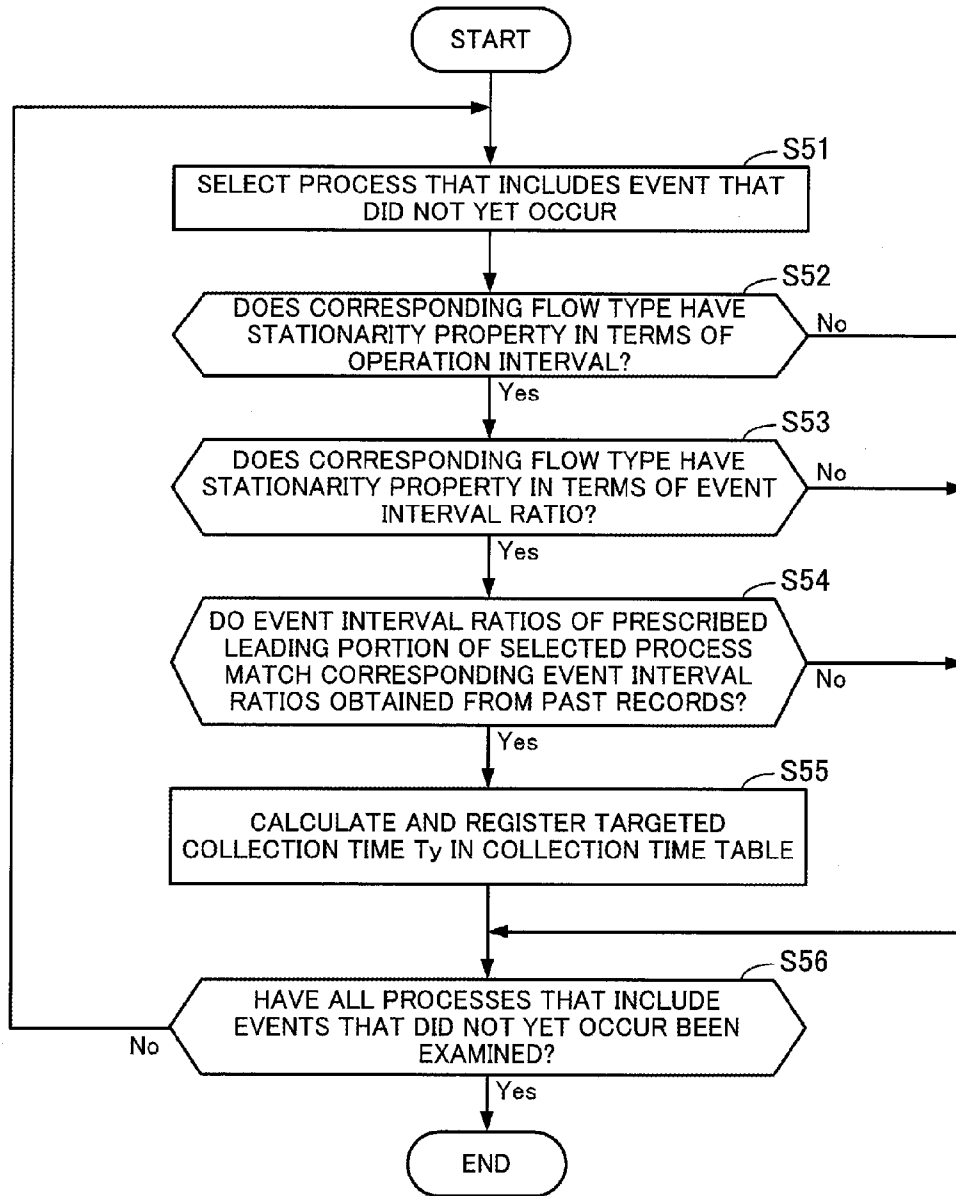 START
S51
SELECT PROCESS THAT INCLUDES EVENT THAT
DID NOT YET OCCUR
S52
DOES CORRESPONDING FLOW TYPE HAVE
STATIONARITY PROPERTY IN TERMS OF
OPERATION INTERVAL?
No
Yes
S53
DOES CORRESPONDING FLOW TYPE HAVE
STATIONARITY PROPERTY IN TERMS OF EVENT
INTERVAL RATIO?
No
Yes
S54
DO EVENT INTERVAL RATIOS OF PRESCRIBED
LEADING PORTION OF SELECTED PROCESS
MATCH CORRESPONDING EVENT INTERVAL
RATIOS OBTAINED FROM PAST RECORDS?
No
Yes
S55
CALCULATE AND REGISTER TARGETED
COLLECTION TIME Ty IN COLLECTION TIME TABLE
S56
HAVE ALL PROCESSES THAT INCLUDE
EVENTS THAT DID NOT YET OCCUR BEEN
EXAMINED?
No
Yes
END